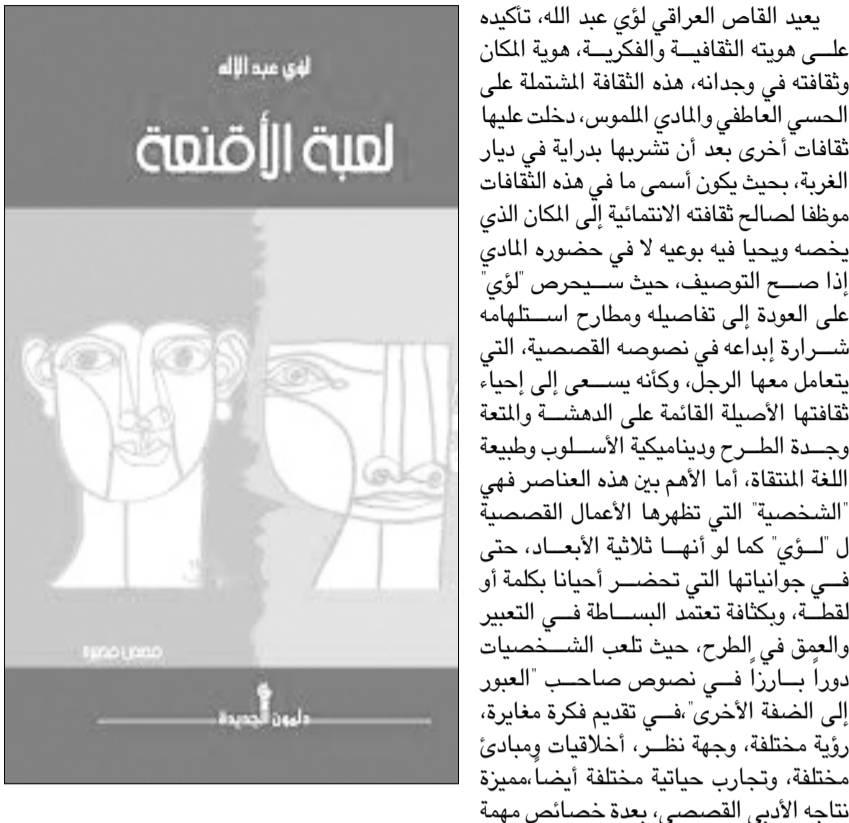 يعيد القاص العراقي لؤي عبد الله، تأكيده
على هويته الثقافية والفكرية، هوية المكان
وثقافته في وجدانه، هذه الثقافة المشتملة على
الحسي العاطفي والمادي الملموس، دخلت عليها
ثقافات أخرى بعد أن تشربها بدراية في ديار
الغربة، بحيث يكون أسمى ما في هذه الثقافات
موظفا لصالح ثقافته الانتمائية إلى المكان الذي
يخصه ويحيا فيه بوعيه لا في حضوره المادي
إذا صح التوصيف، حيث سيحرص "لؤي"
على العودة إلى تفاصيله ومطارح استلهامه
شرارة إبداعه في نصوصه القصصية، التي
يتعامل معها الرجل، وكأنه يسعى إلى إحياء
ثقافتها الأصيلة القائمة على الدهشة والمتعة
وجدة الطرح وديناميكية الأسلوب وطبيعة
اللغة المنتقاة، أما الأهم بين هذه العناصر فهي
"الشخصية" التي تظهرها الأعمال القصصية
ل "لؤي" كما لو أنها ثلاثية الأبعاد، حتى
في جوانياتها التي تحضر أحيانا بكلمة أو
لقطة، وبكثافة تعتمد البساطة في التعبير
والعمق في الطرح، حيث تلعب الشخصيات
دوراً بارزاً في نصوص صاحب "العبور
إلى الضفة الأخرى"،في تقديم فكرة مغايرة،
رؤية مختلفة، وجهة نظر، أخلاقيات ومبادئ
مختلفة، وتجارب حياتية مختلفة أيضاً،مميزة
نتاجه الأدبي القصصي، بعدة خصائص مهمة
لؤي عبد الإله
لعبة الأقنعة
قصص قصيرة
دلمون الجديدة